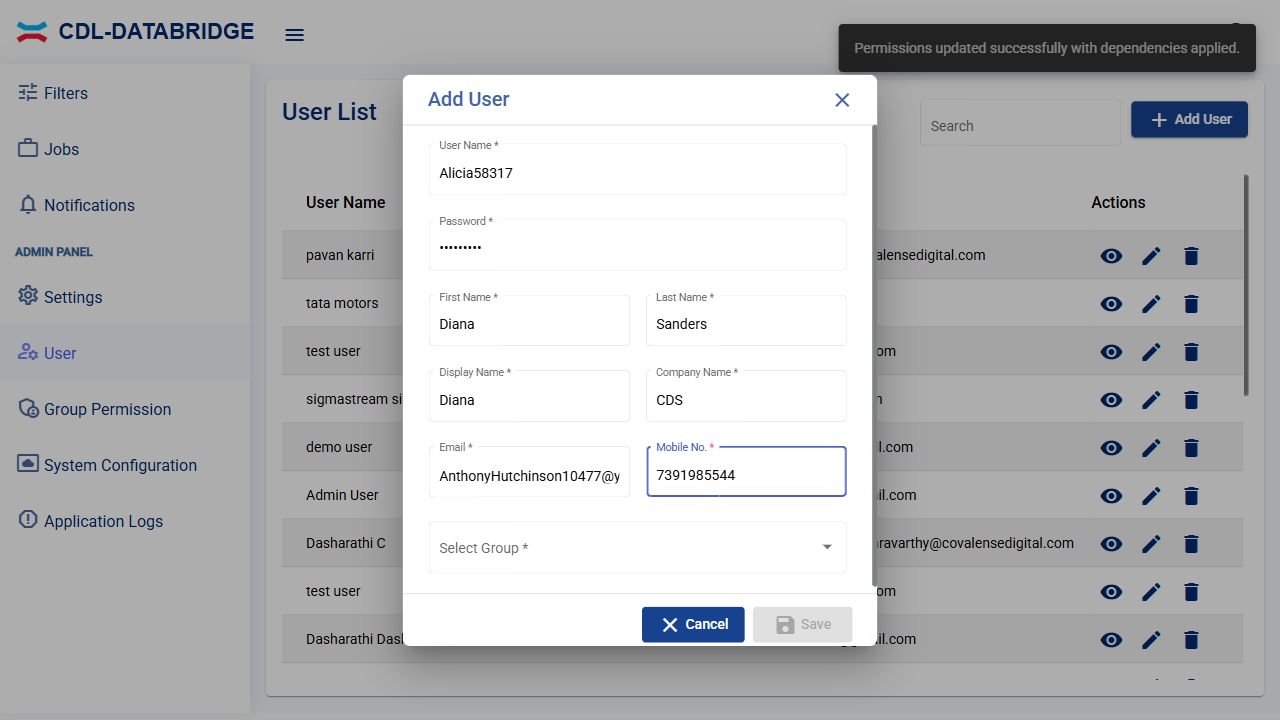 CDL-DATABRIDGE
Permissions updated successfully with dependencies applied.
Filters
Jobs
Notifications
ADMIN PANEL
Settings
User
Group Permission
System Configuration
Application Logs
User List
Search
Add User
User Name
Actions
pavan karri
alensedigital.com
tata motors
test user
om
sigmastream si
demo user
il.com
Admin User
il.com
Dasharathi C
ravarthy@covalensedigital.com
test user
om
Dasharathi Das
il.com
Add User
User Name *
Alicia58317
Password *
•••••••••
First Name *
Diana
Last Name *
Sanders
Display Name *
Diana
Company Name *
CDS
Email *
AnthonyHutchinson10477@y
Mobile No. *
7391985544
Select Group *
Cancel
Save